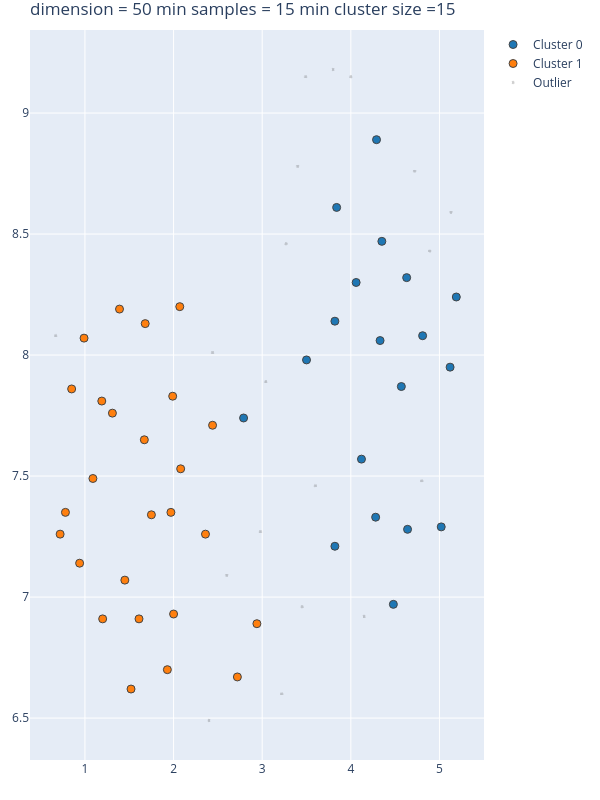 dimension = 50 min samples = 15 min cluster size =15
Cluster 0
Cluster 1
Outlier
9
8.5
8
7.5
7
6.5
1 2 3 4 5